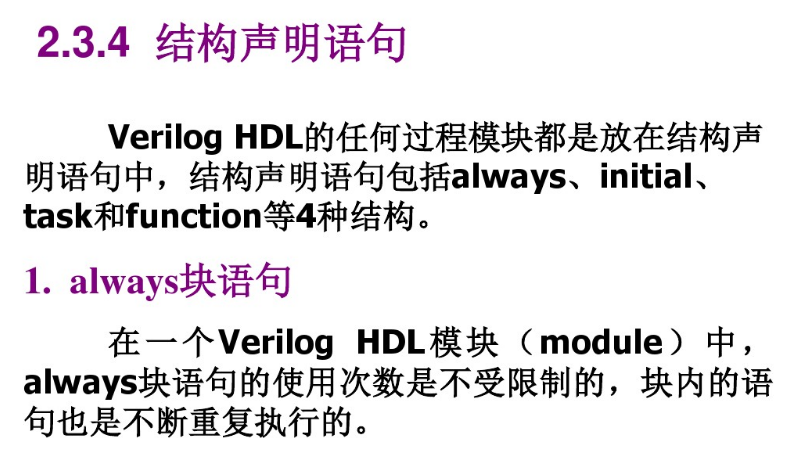 2.3.4 结构声明语句
Verilog HDL的任何过程模块都是放在结构声
明语句中，结构声明语句包括always、initial、
task和function等4种结构。
1. always块语句
在一个Verilog HDL模块（module）中，
always块语句的使用次数是不受限制的，块内的语
句也是不断重复执行的。